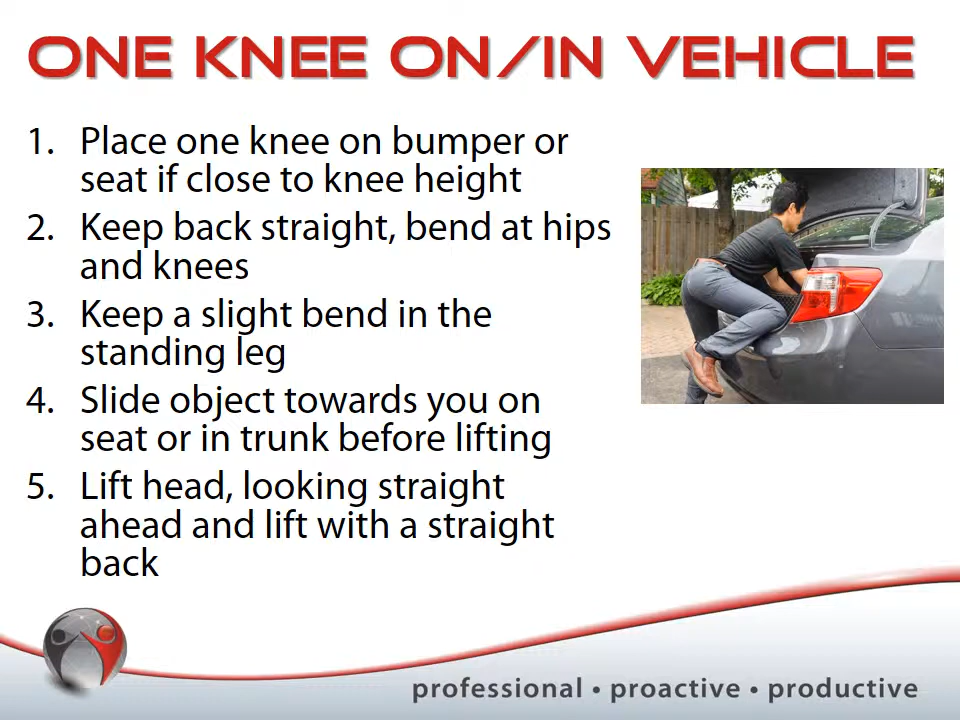 ONE KNEE ON/IN VEHICLE
1. Place one knee on bumper or
seat if close to knee height
2. Keep back straight, bend at hips
and knees
3. Keep a slight bend in the
standing leg
4. Slide object towards you on
seat or in trunk before lifting
5. Lift head, looking straight
ahead and lift with a straight
back
professional • proactive • productive